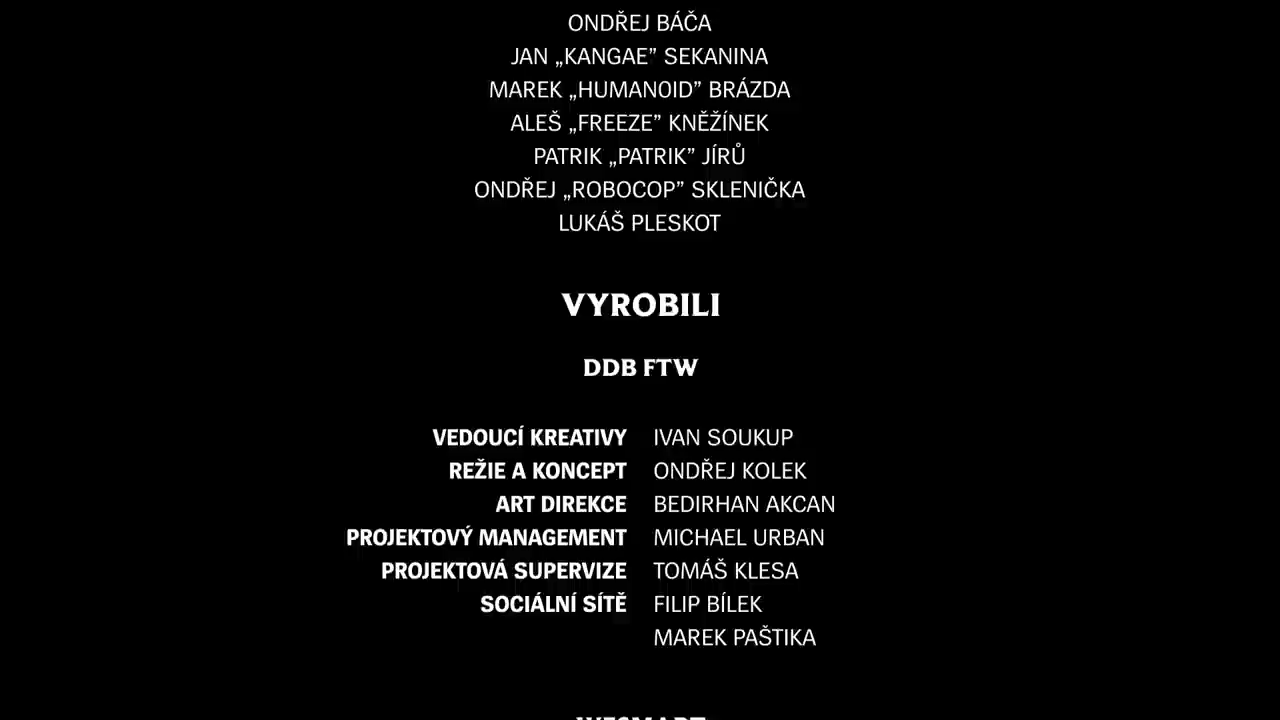 ONDŘEJ BÁČA
JAN „KANGAE” SEKANINA
MAREK „HUMANOID” BRÁZDA
ALEŠ „FREEZE” KNĚŽÍNEK
PATRIK „PATRIK” JÍRŮ
ONDŘEJ „ROBOCOP” SKLENIČKA
LUKÁŠ PLESKOT
VYROBILI
DDB FTW
VEDOUCÍ KREATIVY IVAN SOUKUP
REŽIE A KONCEPT ONDŘEJ KOLEK
ART DIREKCE BEDIRHAN AKCAN
PROJEKTOVÝ MANAGEMENT MICHAEL URBAN
PROJEKTOVÁ SUPERVIZE TOMÁŠ KLESA
SOCIÁLNÍ SÍTĚ FILIP BÍLEK
MAREK PAŠTIKA